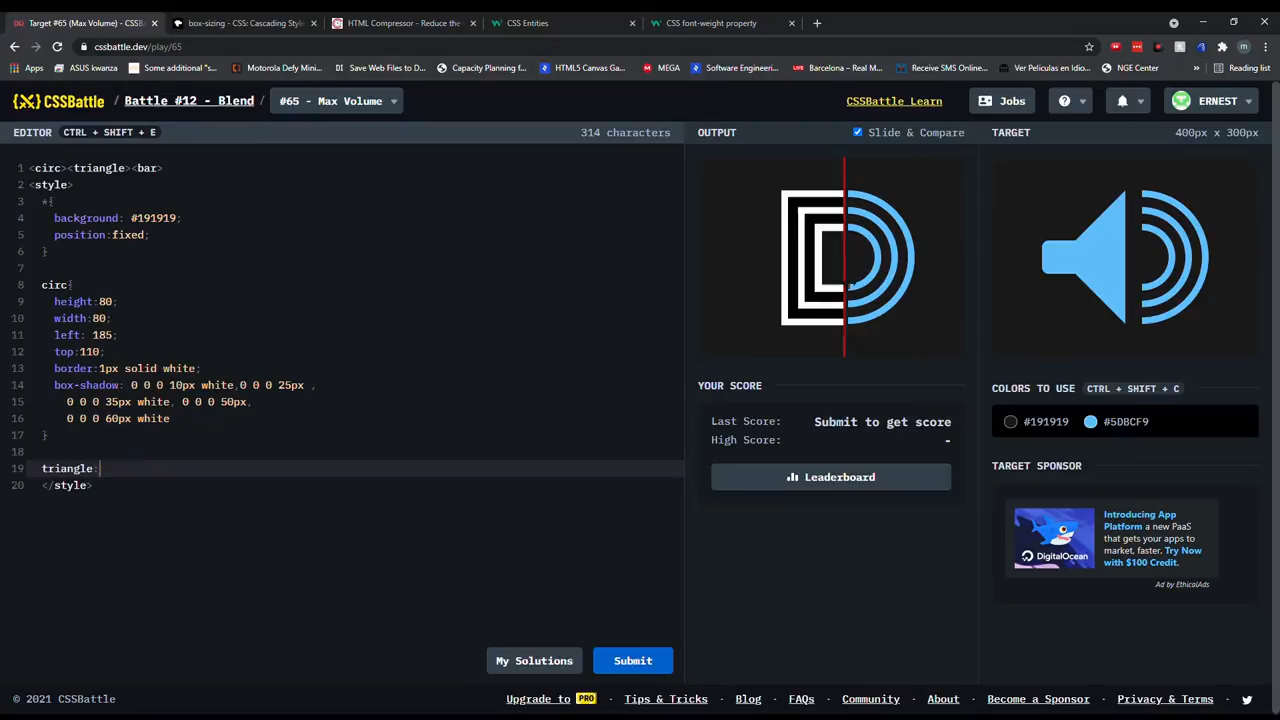 Target #65 (Max Volume) - CSSB
box-sizing - CSS: Cascading Style
HTML Compressor - Reduce the
CSS Entities
CSS font-weight property
cssbattle.dev/play/65
Apps
ASUS kwanza
Some additional "s...
Motorola Defy Mini...
Save Web Files to D...
Capacity Planning f...
HTML5 Canvas Ga...
MEGA
Software Engineeri...
Barcelona – Real M...
Receive SMS Online...
Ver Peliculas en Idio...
NGE Center
Reading list
CSSBattle / Battle #12 - Blend / #65 - Max Volume
CSSBattle Learn
Jobs
ERNEST
EDITOR CTRL + SHIFT + E
314 characters
OUTPUT
Slide & Compare
TARGET
400px x 300px
1 <circ><triangle><bar>
2 <style>
3 *{
4 background: #191919;
5 position:fixed;
6 }
7
8 circ{
9 height:80;
10 width:80;
11 left: 185;
12 top:110;
13 border:1px solid white;
14 box-shadow: 0 0 0 10px white,0 0 0 25px ,
15 0 0 0 35px white, 0 0 0 50px,
16 0 0 0 60px white
17 }
18
19 triangle:
20 </style>
YOUR SCORE
Last Score: Submit to get score
High Score: -
Leaderboard
COLORS TO USE CTRL + SHIFT + C
#191919 #5DBCF9
TARGET SPONSOR
DigitalOcean
Introducing App
Platform a new PaaS
that gets your apps to
market, faster. Try Now
with $100 Credit.
Ad by EthicalAds
My Solutions
Submit
© 2021 CSSBattle
Upgrade to PRO
Tips & Tricks
Blog
FAQs
Community
About
Become a Sponsor
Privacy & Terms